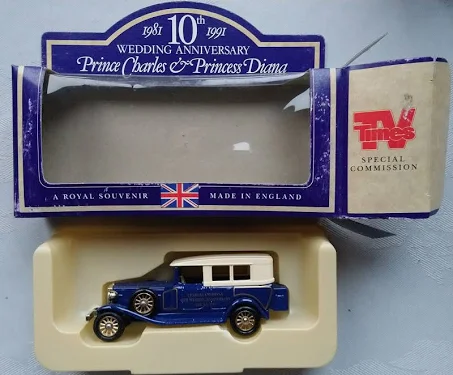 1981 10th 1991
WEDDING ANNIVERSARY
Prince Charles & Princess Diana
TV
Times
SPECIAL
COMMISSION
A ROYAL SOUVENIR
MADE IN ENGLAND